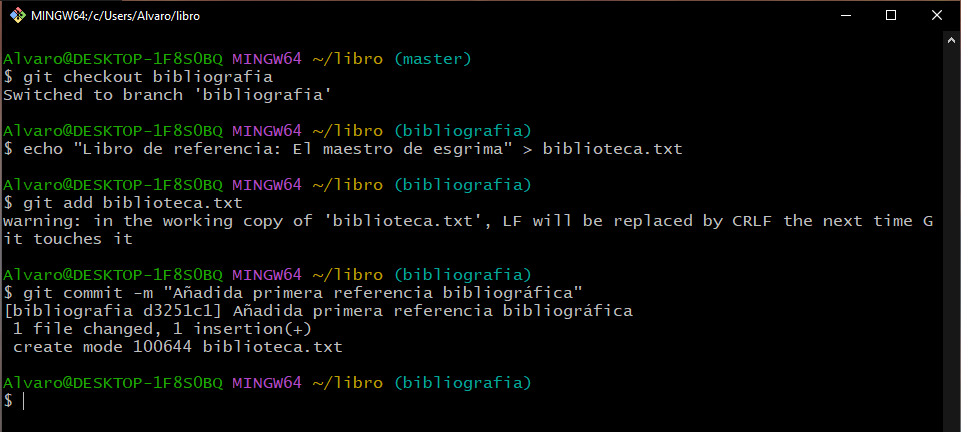 MINGW64:/c/Users/Alvaro/libro
Alvaro@DESKTOP-1F8S0BQ MINGW64 ~/libro (master)
$ git checkout bibliografia
Switched to branch 'bibliografia'
Alvaro@DESKTOP-1F8S0BQ MINGW64 ~/libro (bibliografia)
$ echo "Libro de referencia: El maestro de esgrima" > biblioteca.txt
Alvaro@DESKTOP-1F8S0BQ MINGW64 ~/libro (bibliografia)
$ git add biblioteca.txt
warning: in the working copy of 'biblioteca.txt', LF will be replaced by CRLF the next time G
it touches it
Alvaro@DESKTOP-1F8S0BQ MINGW64 ~/libro (bibliografia)
$ git commit -m "Añadida primera referencia bibliográfica"
[bibliografia d3251c1] Añadida primera referencia bibliográfica
 1 file changed, 1 insertion(+)
 create mode 100644 biblioteca.txt
Alvaro@DESKTOP-1F8S0BQ MINGW64 ~/libro (bibliografia)
$